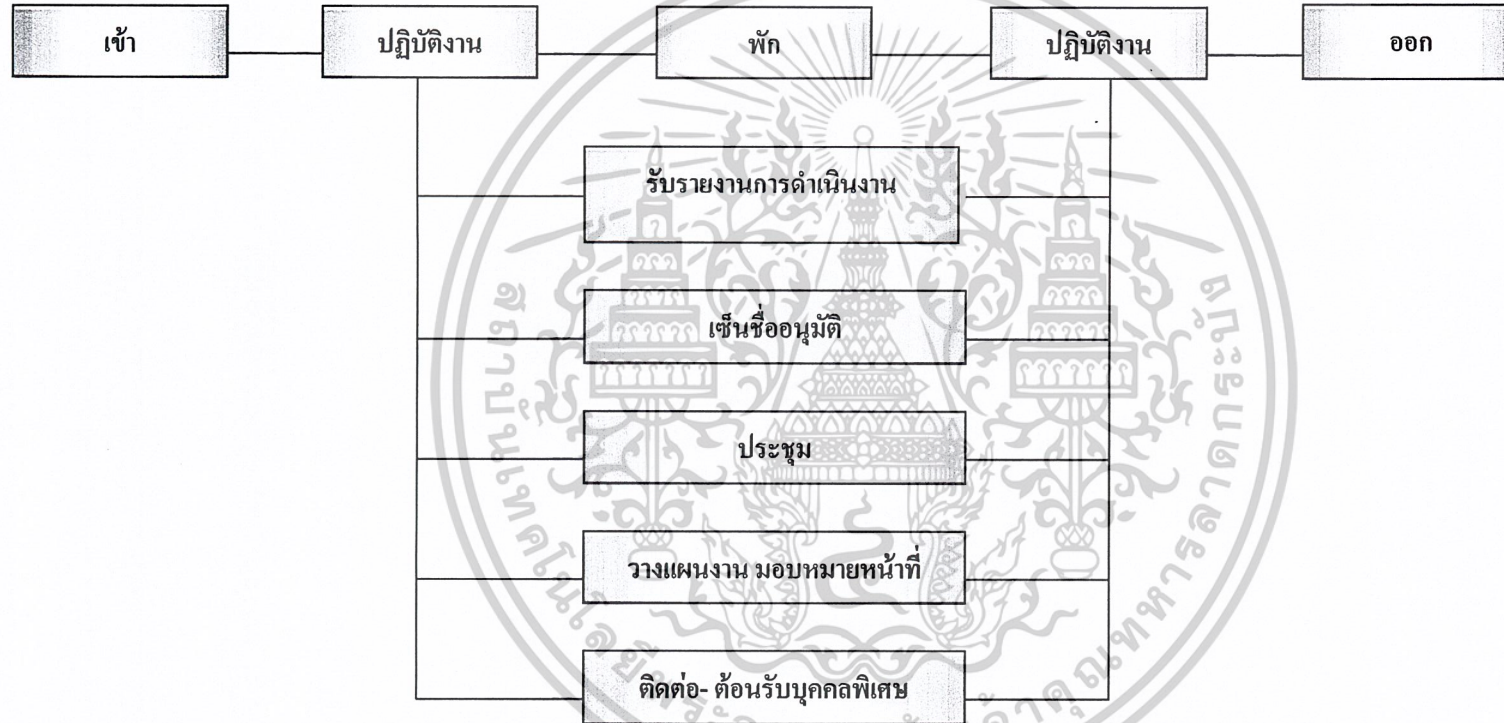 เข้า
ปฏิบัติงาน
พัก
ปฏิบัติงาน
ออก
รับรายงานการดำเนินงาน
เซ็นชื่ออนุมัติ
ประชุม
วางแผนงาน มอบหมายหน้าที่
ติดต่อ- ต้อนรับบุคคลพิเศษ